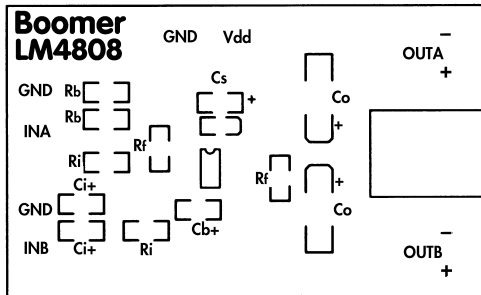 Boomer
LM4808
GND Vdd
OUTA
−
+
Cs
+
GND Rb
Rb
INA
Co
+
Rf
Ri
Ci+
Rf
+
GND
Co
Cb+
INB Ci+
Ri
OUTB
−
+